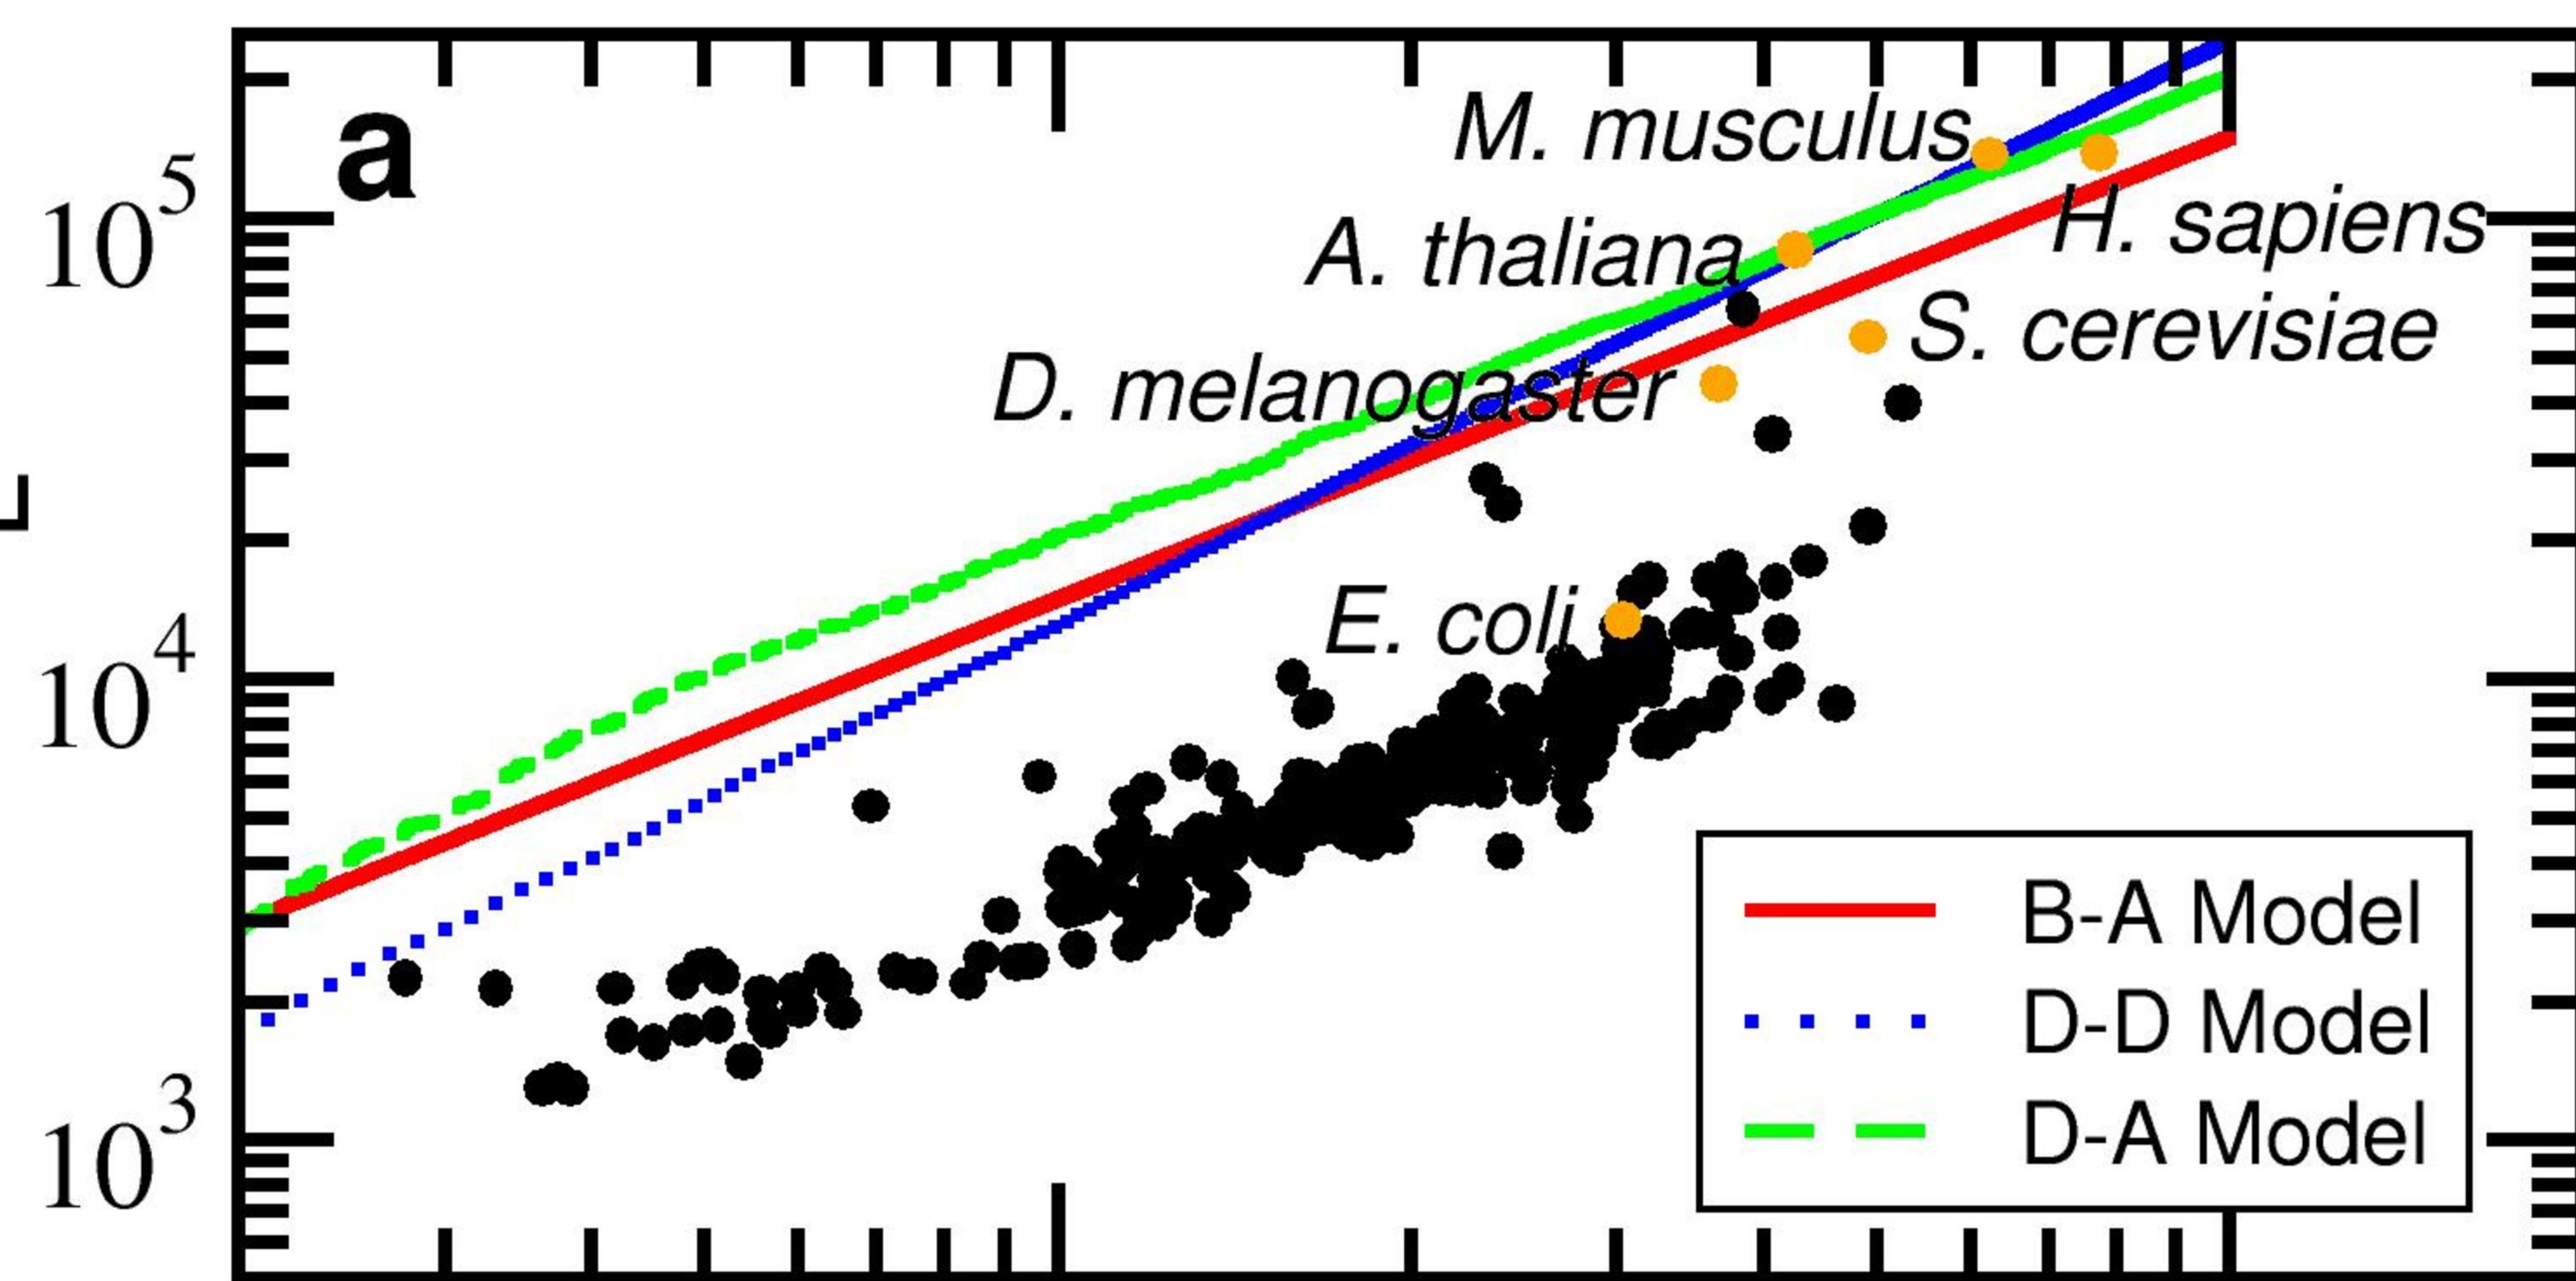 a
M. musculus
10^5
H. sapiens
A. thaliana
S. cerevisiae
D. melanogaster
E. coli
10^4
B-A Model
D-D Model
D-A Model
10^3